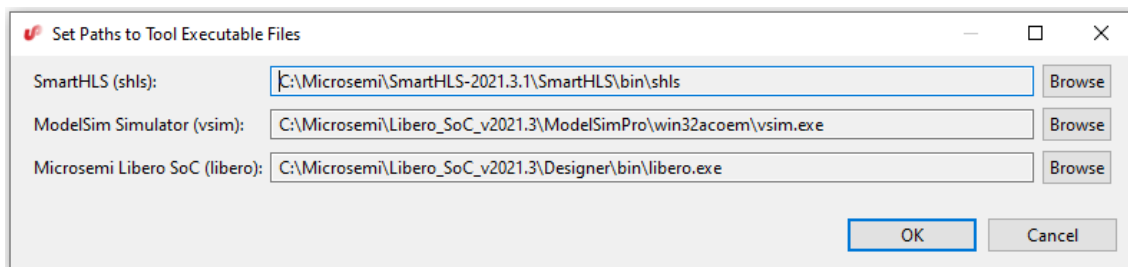 Set Paths to Tool Executable Files
SmartHLS (shls): C:\Microsemi\SmartHLS-2021.3.1\SmartHLS\bin\shls Browse
ModelSim Simulator (vsim): C:\Microsemi\Libero_SoC_v2021.3\ModelSimPro\win32acoem\vsim.exe Browse
Microsemi Libero SoC (libero): C:\Microsemi\Libero_SoC_v2021.3\Designer\bin\libero.exe Browse
OK Cancel